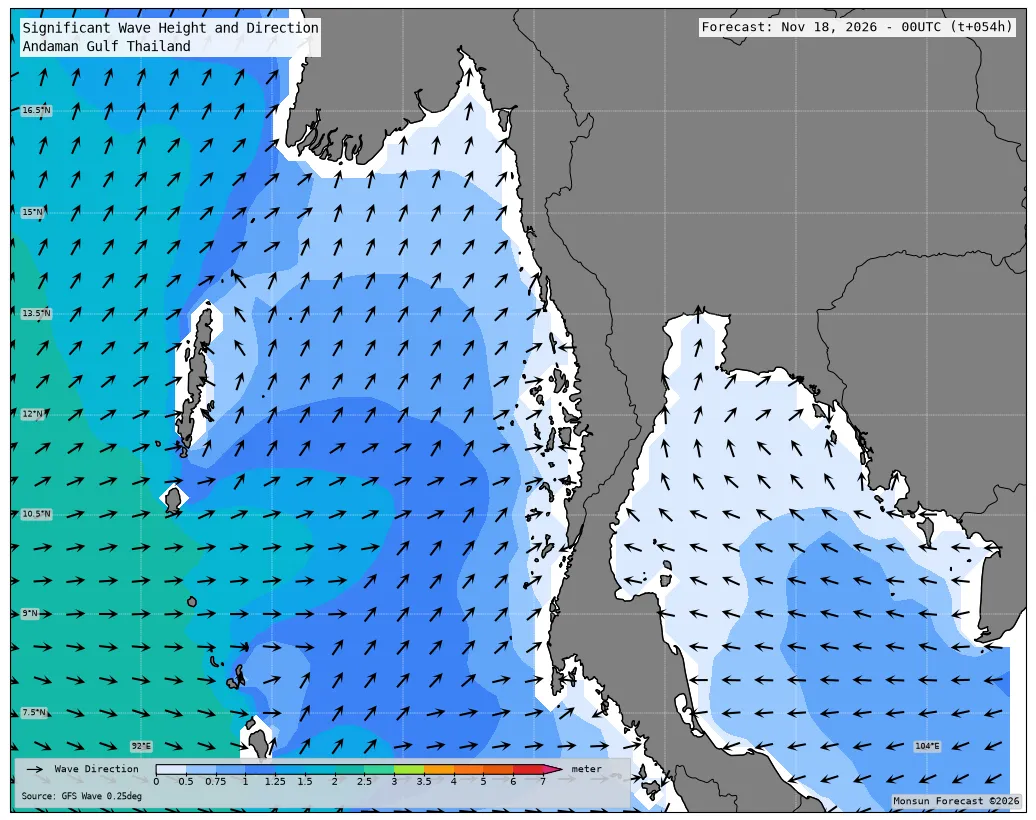 Significant Wave Height and Direction
Andaman Gulf Thailand
Forecast: Nov 18, 2026 - 00UTC (t+054h)
16.5°N
15°N
13.5°N
12°N
10.5°N
9°N
7.5°N
92°E
104°E
Wave Direction
meter
0 0.5 0.75 1 1.25 1.5 2 2.5 3 3.5 4 5 6 7
Source: GFS Wave 0.25deg
Monsun Forecast ©2026